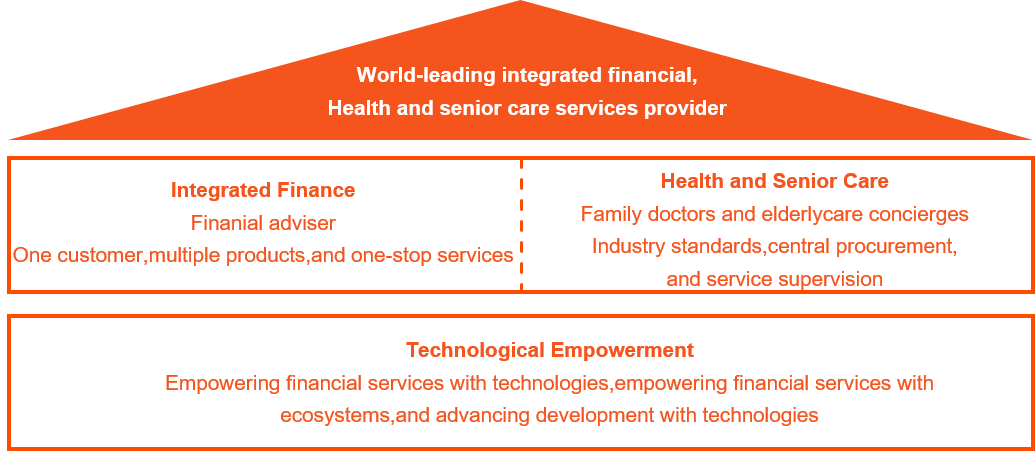 World-leading integrated financial,
Health and senior care services provider
Integrated Finance
Finanial adviser
One customer,multiple products,and one-stop services
Health and Senior Care
Family doctors and elderlycare concierges
Industry standards,central procurement,
and service supervision
Technological Empowerment
Empowering financial services with technologies,empowering financial services with
ecosystems,and advancing development with technologies